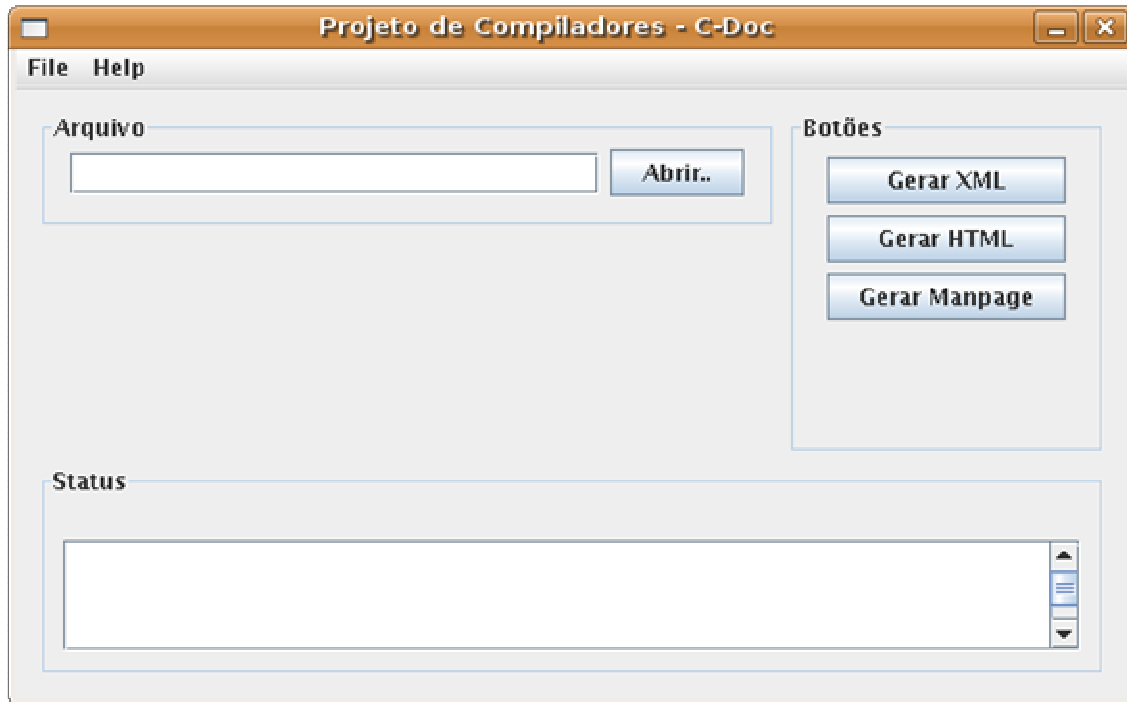 Projeto de Compiladores - C-Doc
File Help
Arquivo
Abrir..
Botões
Gerar XML
Gerar HTML
Gerar Manpage
Status